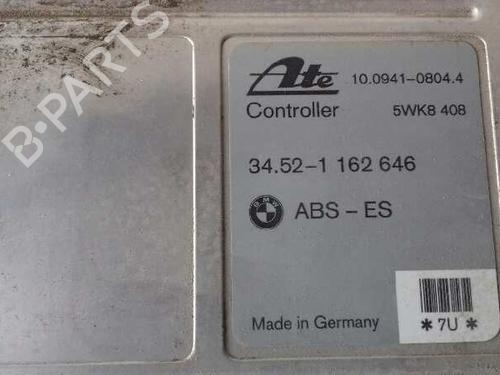 B-PARTS
Ate 10.0941-0804.4
Controller 5WK8 408
34.52-1 162 646
BMW ABS - ES
Made in Germany
* 7U *